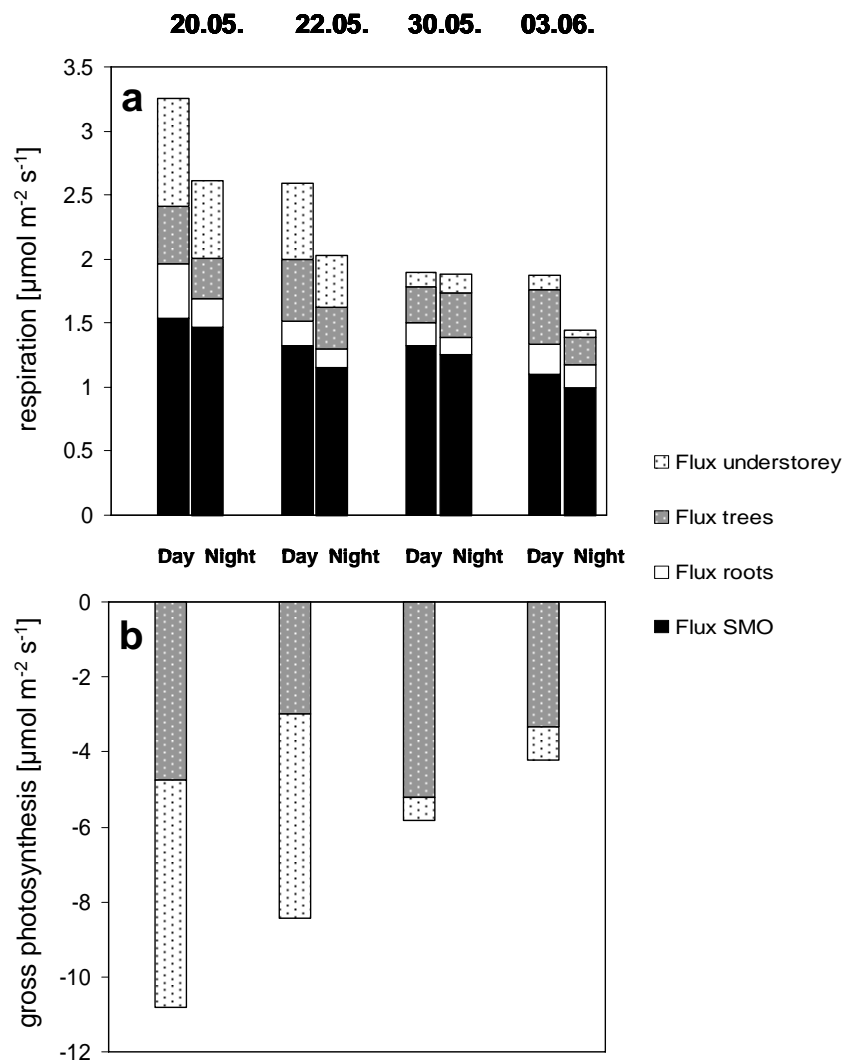 20.05. 22.05. 30.05. 03.06.
a
respiration [µmol m-2 s-1]
3.5
3
2.5
2
1.5
1
0.5
0
Day Night Day Night Day Night Day Night
Flux understorey
Flux trees
Flux roots
Flux SMO
b
gross photosynthesis [µmol m-2 s-1]
0
-2
-4
-6
-8
-10
-12